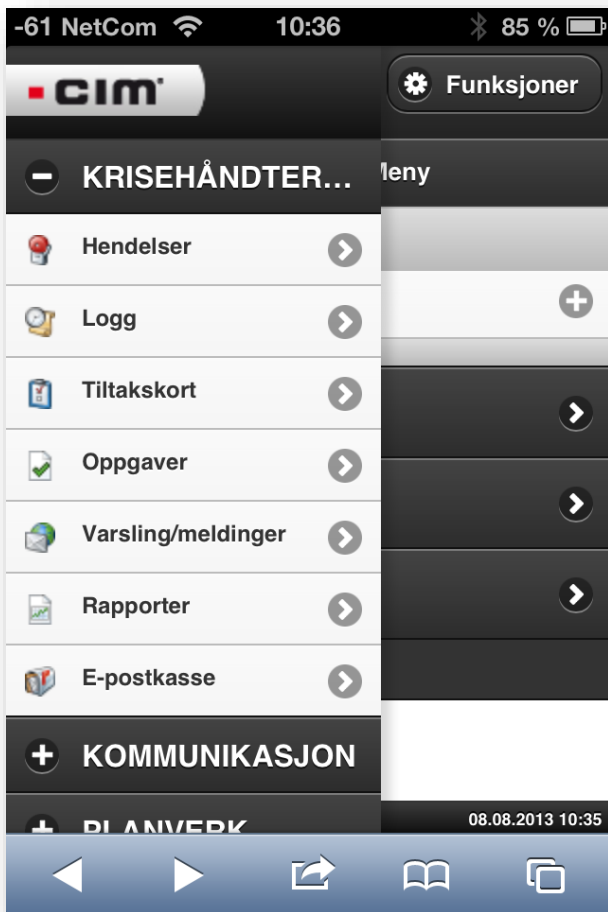 -61 NetCom 10:36 85 %
CIM
Funksjoner
KRISEHÅNDTER...
Meny
Hendelser
Logg
Tiltakskort
Oppgaver
Varsling/meldinger
Rapporter
E-postkasse
KOMMUNIKASJON
PLANVERK
08.08.2013 10:35